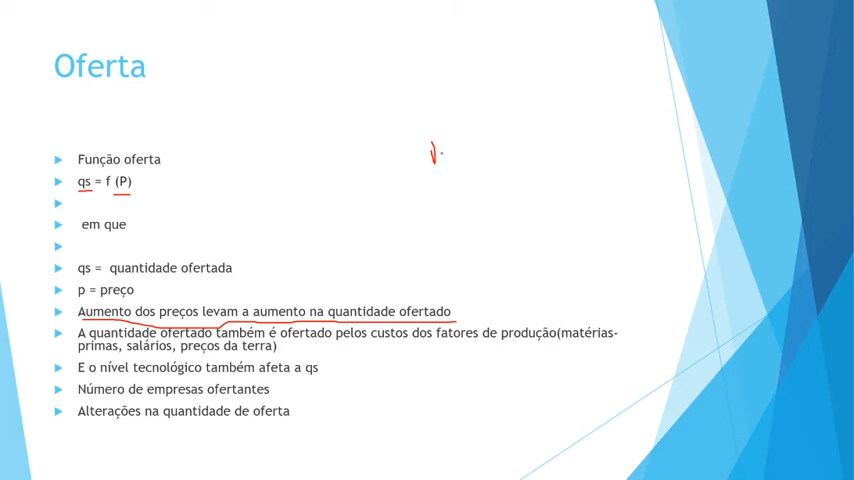 Oferta
Função oferta
qs = f (P)
em que
qs = quantidade ofertada
p = preço
Aumento dos preços levam a aumento na quantidade ofertado
A quantidade ofertado também é ofertado pelos custos dos fatores de produção(matérias-
primas, salários, preços da terra)
E o nível tecnológico também afeta a qs
Número de empresas ofertantes
Alterações na quantidade de oferta